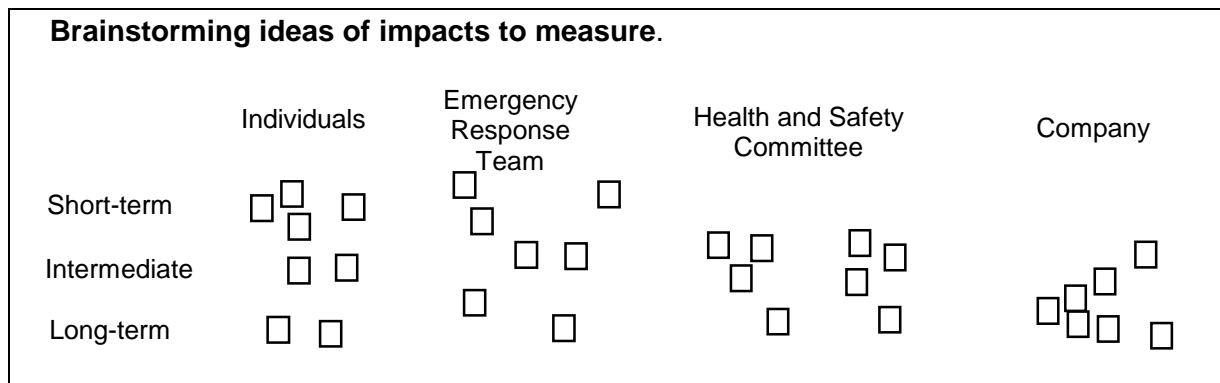 Brainstorming ideas of impacts to measure.
Individuals
Emergency
Response
Team
Health and Safety
Committee
Company
Short-term
Intermediate
Long-term